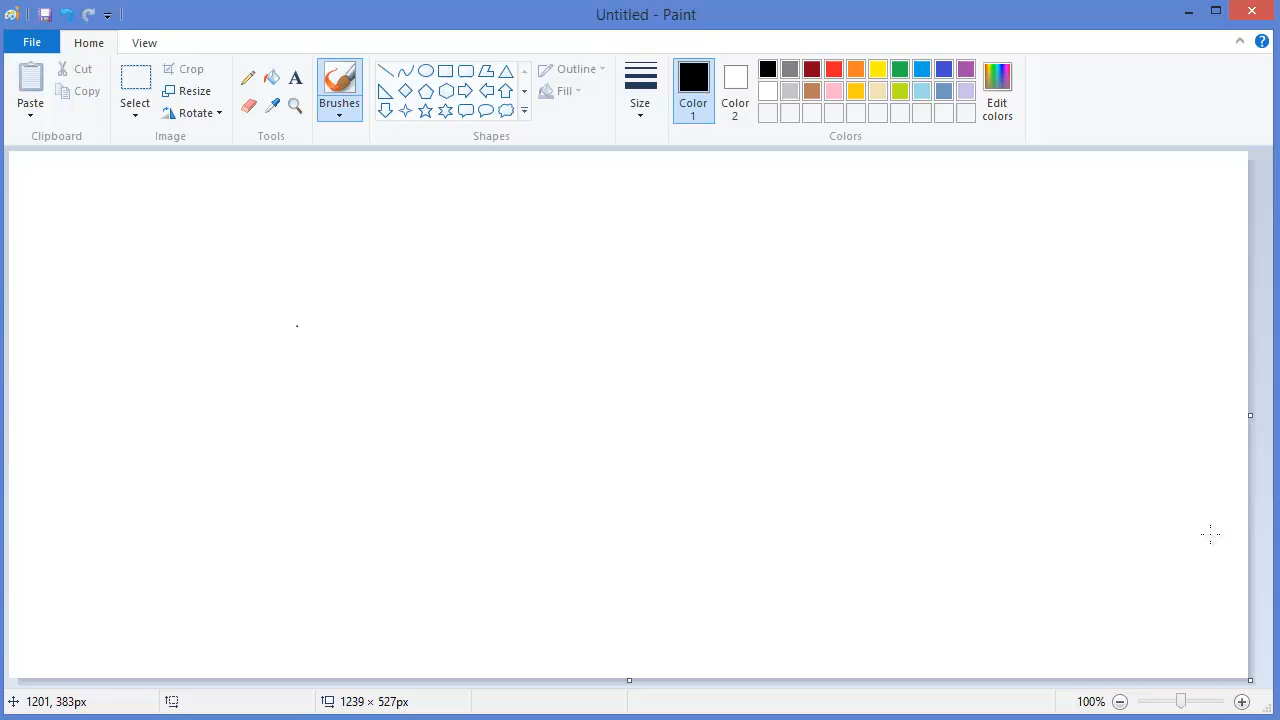 Untitled - Paint
File Home View
Cut Crop Outline
Copy Resize Fill
Paste Select Rotate Brushes Size Color 1 Color 2 Edit colors
Clipboard Image Tools Shapes Colors
1201, 383px 1239 × 527px 100%